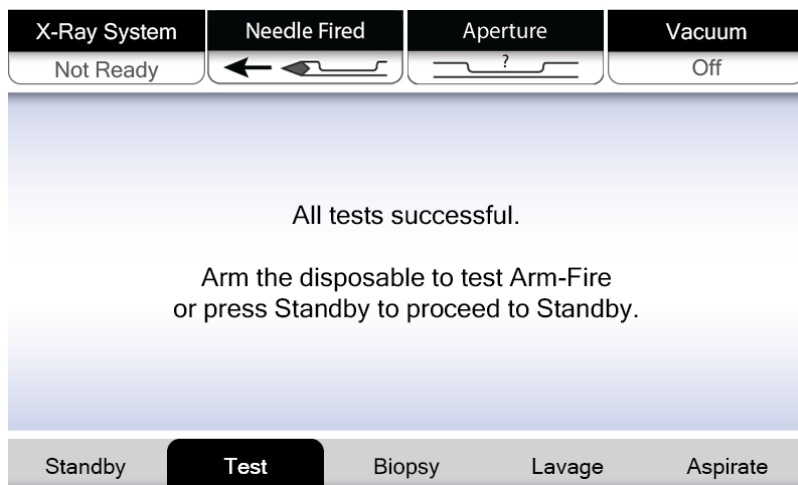 X-Ray System Needle Fired Aperture Vacuum
Not Ready ? Off
All tests successful.
Arm the disposable to test Arm-Fire
or press Standby to proceed to Standby.
Standby Test Biopsy Lavage Aspirate